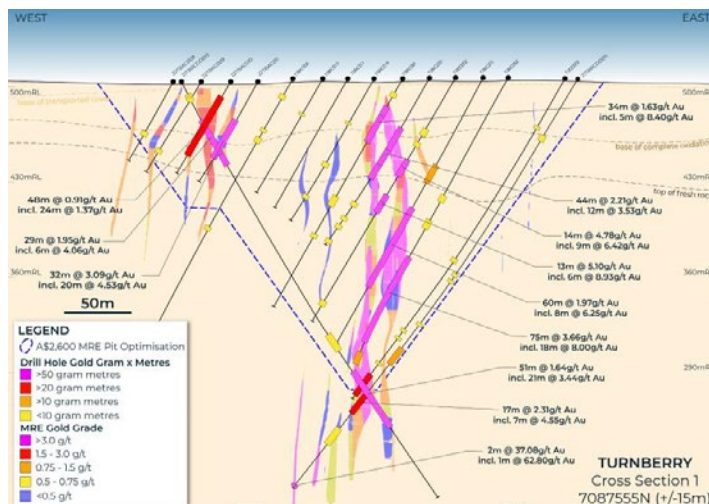 WEST
EAST
500mRL
500mRL
base of transported cover
34m @ 1.63g/t Au
incl. 5m @ 8.40g/t Au
base of complete oxidation
430mRL
430mRL
top of fresh rock
48m @ 0.91g/t Au
incl. 24m @ 1.37g/t Au
44m @ 2.21g/t Au
incl. 12m @ 3.53g/t Au
29m @ 1.95g/t Au
incl. 6m @ 4.06g/t Au
14m @ 4.78g/t Au
incl. 9m @ 6.42g/t Au
32m @ 3.09g/t Au
incl. 20m @ 4.53g/t Au
13m @ 5.10g/t Au
incl. 6m @ 8.93g/t Au
360mRL
360mRL
50m
60m @ 1.97g/t Au
incl. 8m @ 6.25g/t Au
75m @ 3.66g/t Au
incl. 18m @ 8.00g/t Au
51m @ 1.64g/t Au
incl. 21m @ 3.44g/t Au
290mRL
17m @ 2.31g/t Au
incl. 7m @ 4.55g/t Au
2m @ 37.08g/t Au
incl. 1m @ 62.80g/t Au
LEGEND
A$2,600 MRE Pit Optimisation
Drill Hole Gold Gram x Metres
>50 gram metres
>20 gram metres
>10 gram metres
<10 gram metres
MRE Gold Grade
>3.0 g/t
1.5 - 3.0 g/t
0.75 - 1.5 g/t
0.5 - 0.75 g/t
<0.5 g/t
TURNBERRY
Cross Section 1
7087555N (+/-15m)